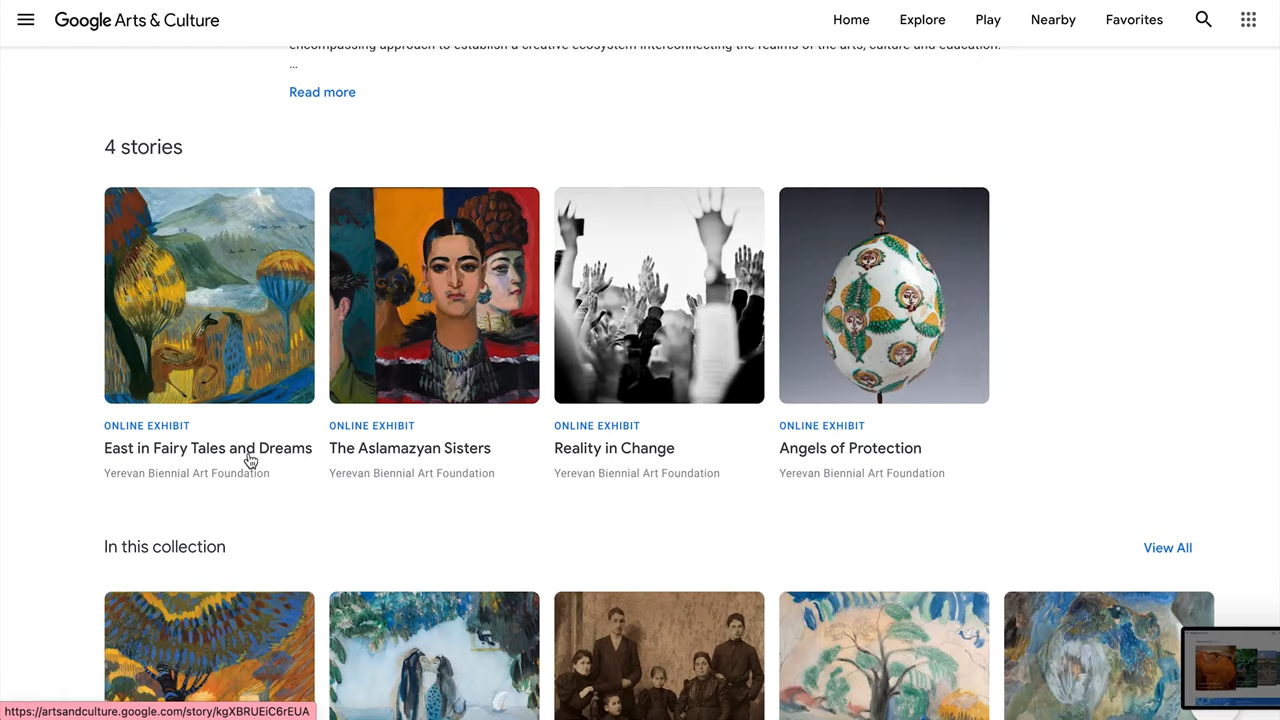 Google Arts & Culture
Home Explore Play Nearby Favorites
encompassing approach to establish a creative ecosystem interconnecting the realms of the arts, culture and education.
...
Read more
4 stories
ONLINE EXHIBIT
East in Fairy Tales and Dreams
Yerevan Biennial Art Foundation
ONLINE EXHIBIT
The Aslamazyan Sisters
Yerevan Biennial Art Foundation
ONLINE EXHIBIT
Reality in Change
Yerevan Biennial Art Foundation
ONLINE EXHIBIT
Angels of Protection
Yerevan Biennial Art Foundation
In this collection
View All
https://artsandculture.google.com/story/kgXBRUEiC6rEUA